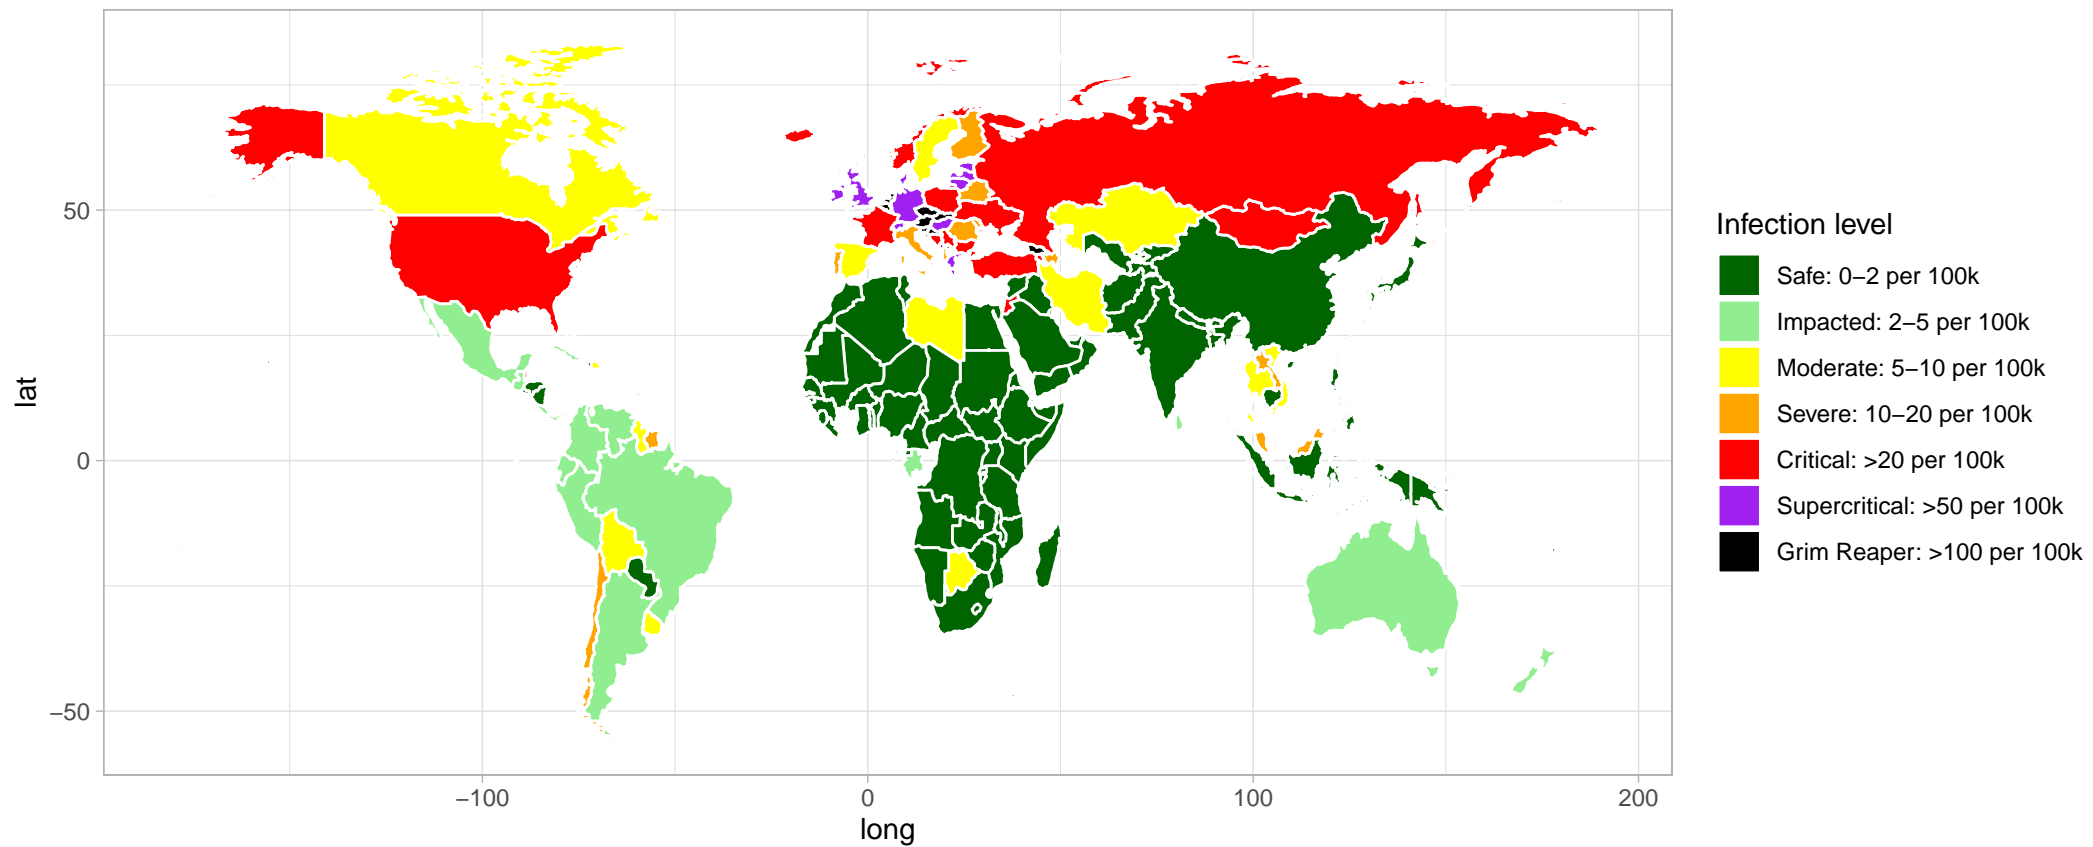 50
0
−50
lat
−100
0
100
200
long
Infection level
Safe: 0−2 per 100k
Impacted: 2−5 per 100k
Moderate: 5−10 per 100k
Severe: 10−20 per 100k
Critical: >20 per 100k
Supercritical: >50 per 100k
Grim Reaper: >100 per 100k